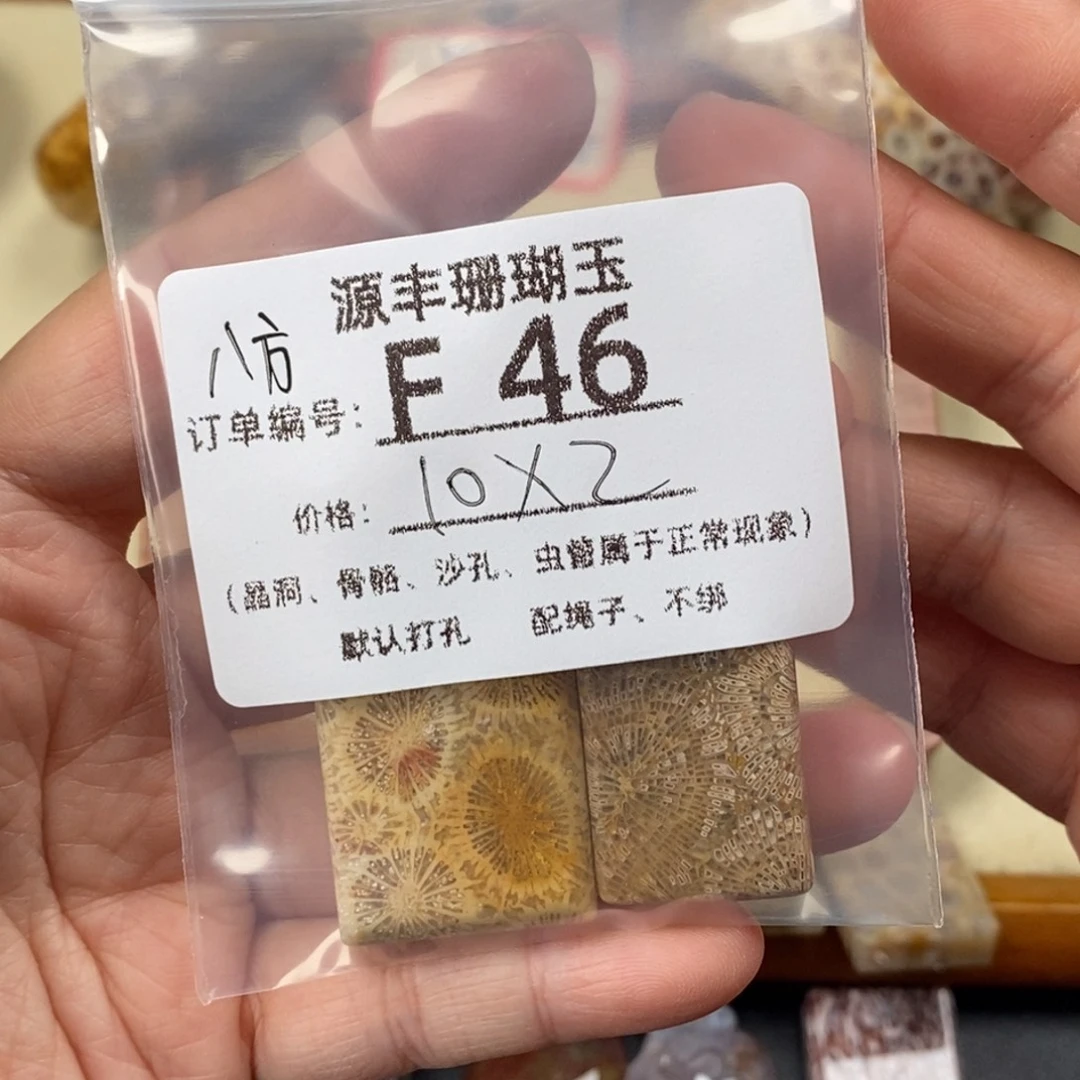 源丰珊瑚玉
八方
订单编号: F 46
价格: 10X2
(晶洞、骨骼、沙孔、虫管属于正常现象)
默认打孔 配绳子、不绑